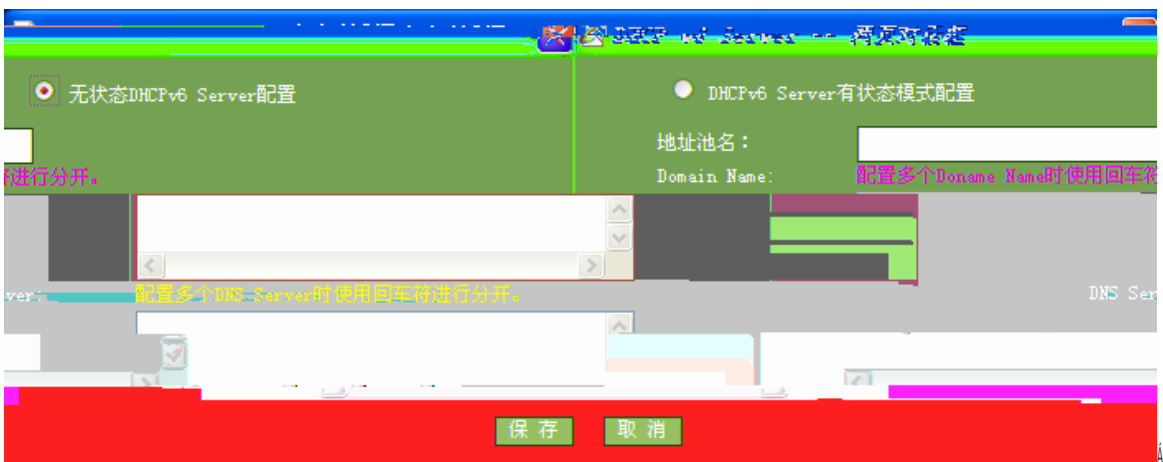 无状态DHCPv6 Server配置
DHCPv6 Server有状态模式配置
地址池名：
进行分开。
Domain Name:
配置多个Doname Name时使用回车符
ver:
配置多个DNS Server时使用回车符进行分开。
DNS Ser
保 存
取 消